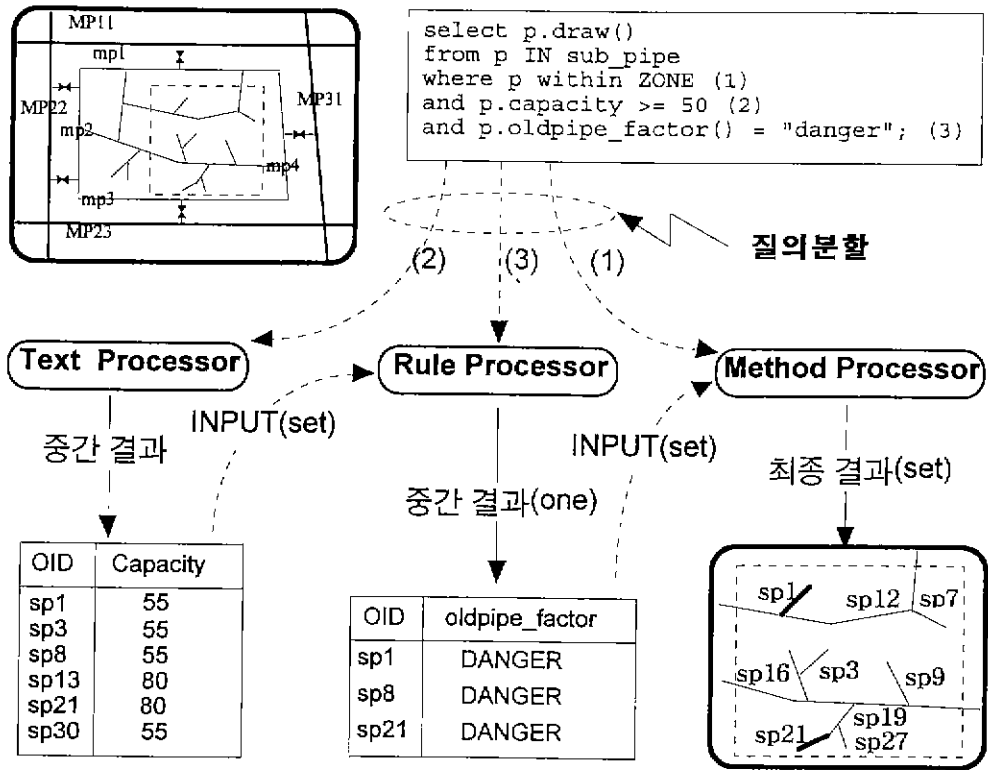 MP11
mp1
MP22
MP31
mp2
mp4
mp3
MP23
select p.draw()
from p IN sub_pipe
where p within ZONE (1)
and p.capacity >= 50 (2)
and p.oldpipe_factor() = "danger"; (3)
질의분할
(2)
(3)
(1)
Text Processor
Rule Processor
Method Processor
INPUT(set)
INPUT(set)
중간 결과
중간 결과(one)
최종 결과(set)
OID Capacity
sp1 55
sp3 55
sp8 55
sp13 80
sp21 80
sp30 55
OID oldpipe_factor
sp1 DANGER
sp8 DANGER
sp21 DANGER
sp1
sp12
sp7
sp16
sp3
sp9
sp19
sp21
sp27